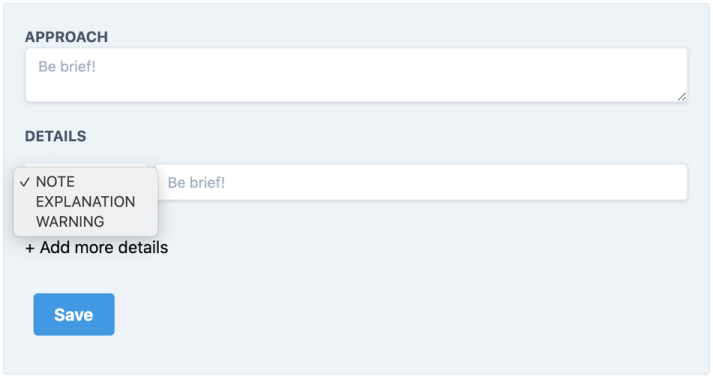 APPROACH
Be brief!
DETAILS
✓ NOTE
Be brief!
EXPLANATION
WARNING
+ Add more details
Save